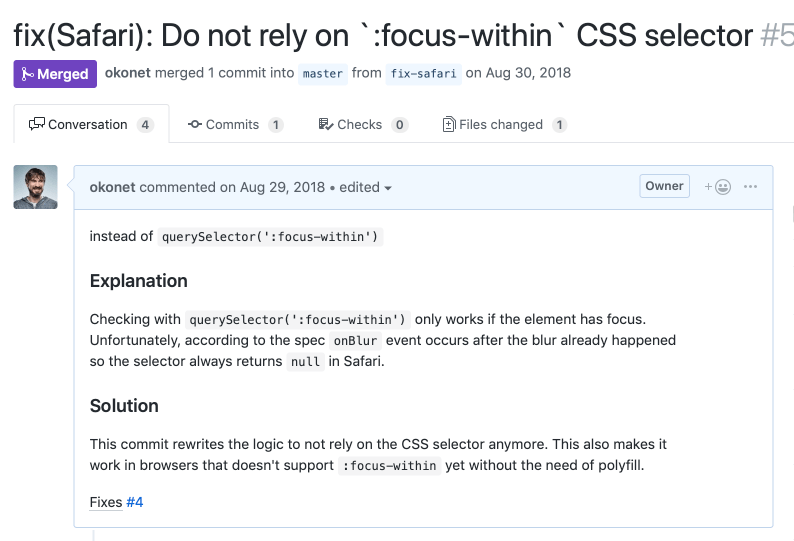 fix(Safari): Do not rely on `:focus-within` CSS selector #5
Merged okonet merged 1 commit into master from fix-safari on Aug 30, 2018
Conversation 4 Commits 1 Checks 0 Files changed 1
okonet commented on Aug 29, 2018 • edited Owner
instead of querySelector(':focus-within')
Explanation
Checking with querySelector(':focus-within') only works if the element has focus.
Unfortunately, according to the spec onBlur event occurs after the blur already happened
so the selector always returns null in Safari.
Solution
This commit rewrites the logic to not rely on the CSS selector anymore. This also makes it
work in browsers that doesn't support :focus-within yet without the need of polyfill.
Fixes #4